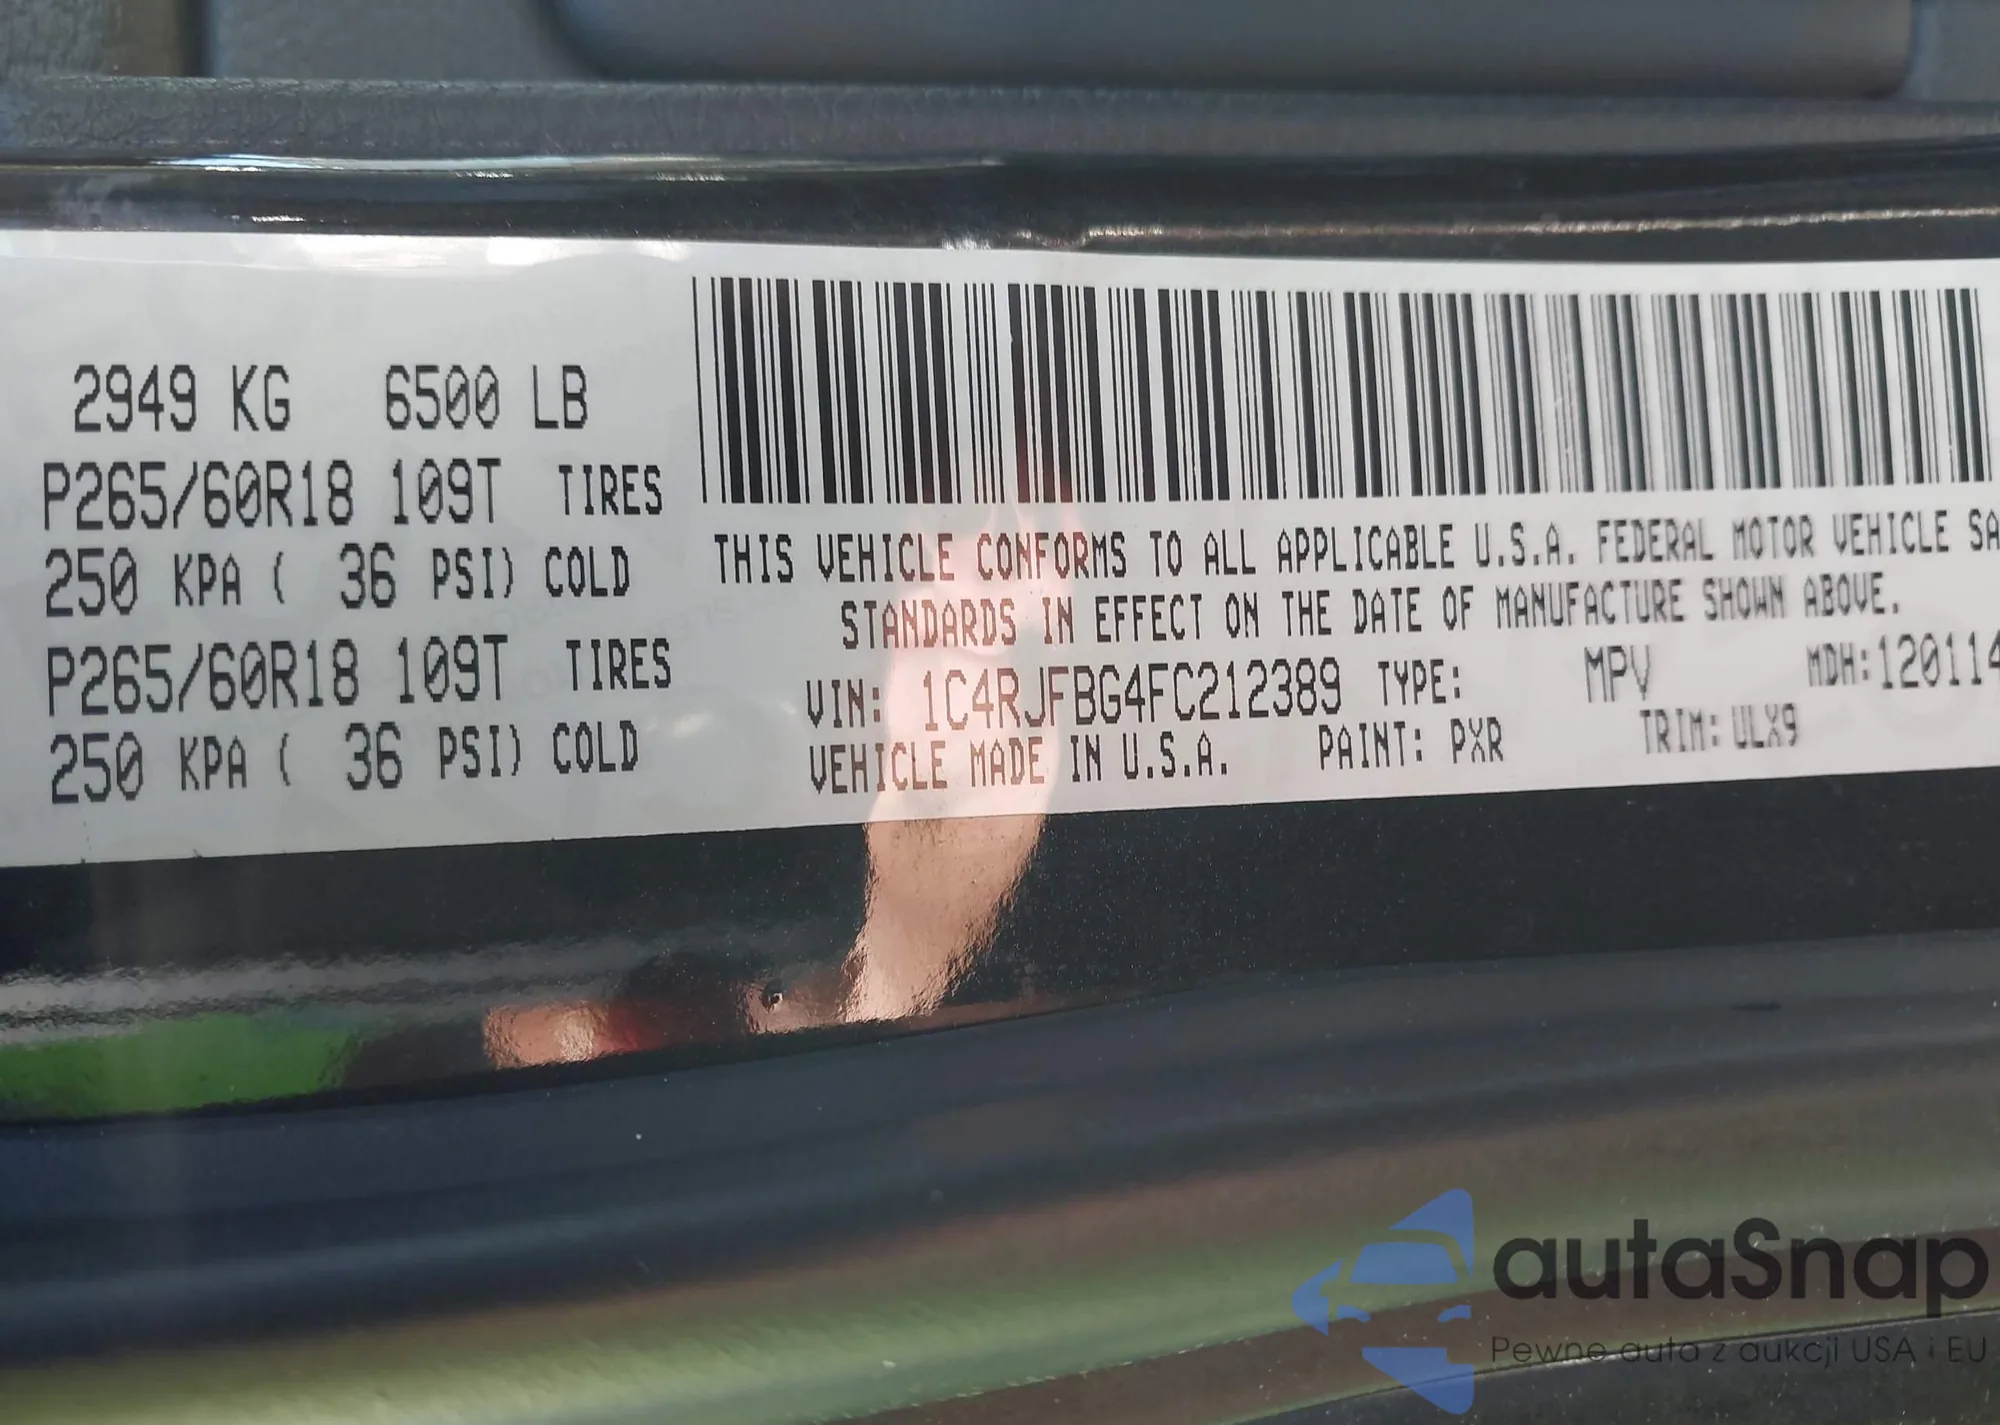 2949 KG 6500 LB
P265/60R18 109T TIRES
250 KPA ( 36 PSI) COLD
P265/60R18 109T TIRES
250 KPA ( 36 PSI) COLD
THIS VEHICLE CONFORMS TO ALL APPLICABLE U.S.A. FEDERAL MOTOR VEHICLE SA
STANDARDS IN EFFECT ON THE DATE OF MANUFACTURE SHOWN ABOVE.
VIN: 1C4RJFBG4FC212389 TYPE: MPV MDH:120114
VEHICLE MADE IN U.S.A. PAINT: PXR TRIM: ULX9
autaSnap
Pewne auta z aukcji USA i EU